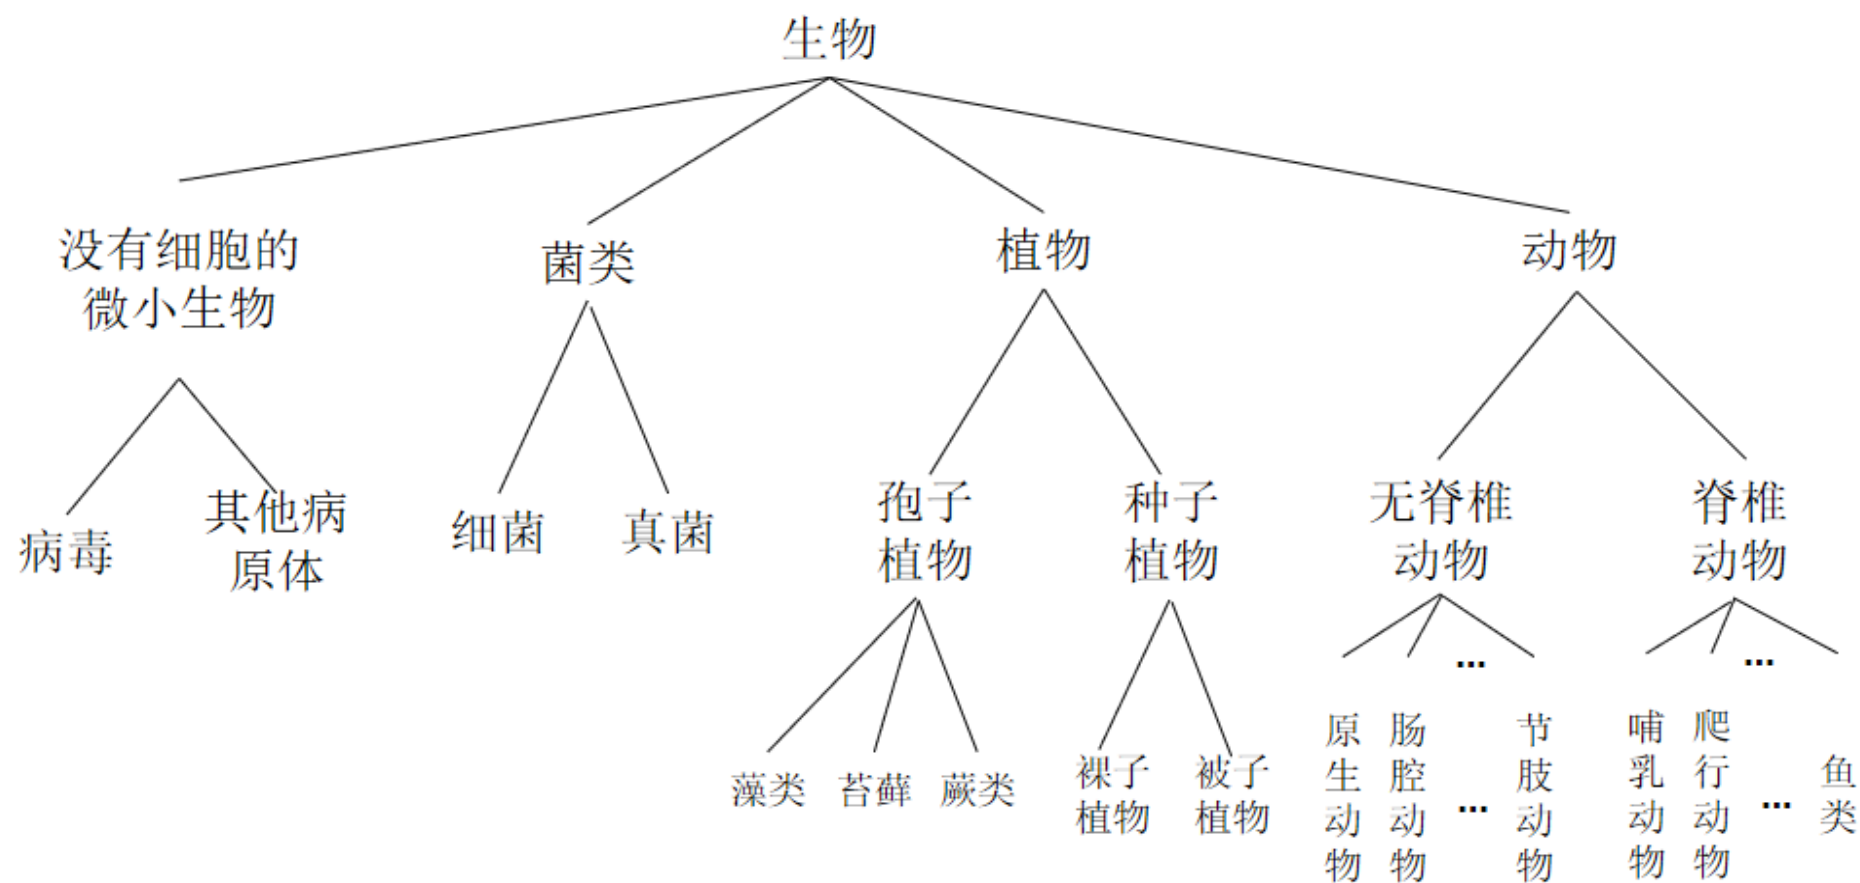 生物
没有细胞的
微小生物
菌类
植物
动物
病毒
其他病
原体
细菌
真菌
孢子
植物
种子
植物
无脊椎
动物
脊椎
动物
...
...
藻类
苔藓
蕨类
裸子
植物
被子
植物
原生动物
肠腔动物
...
节肢动物
哺乳动物
爬行动物
...
鱼类